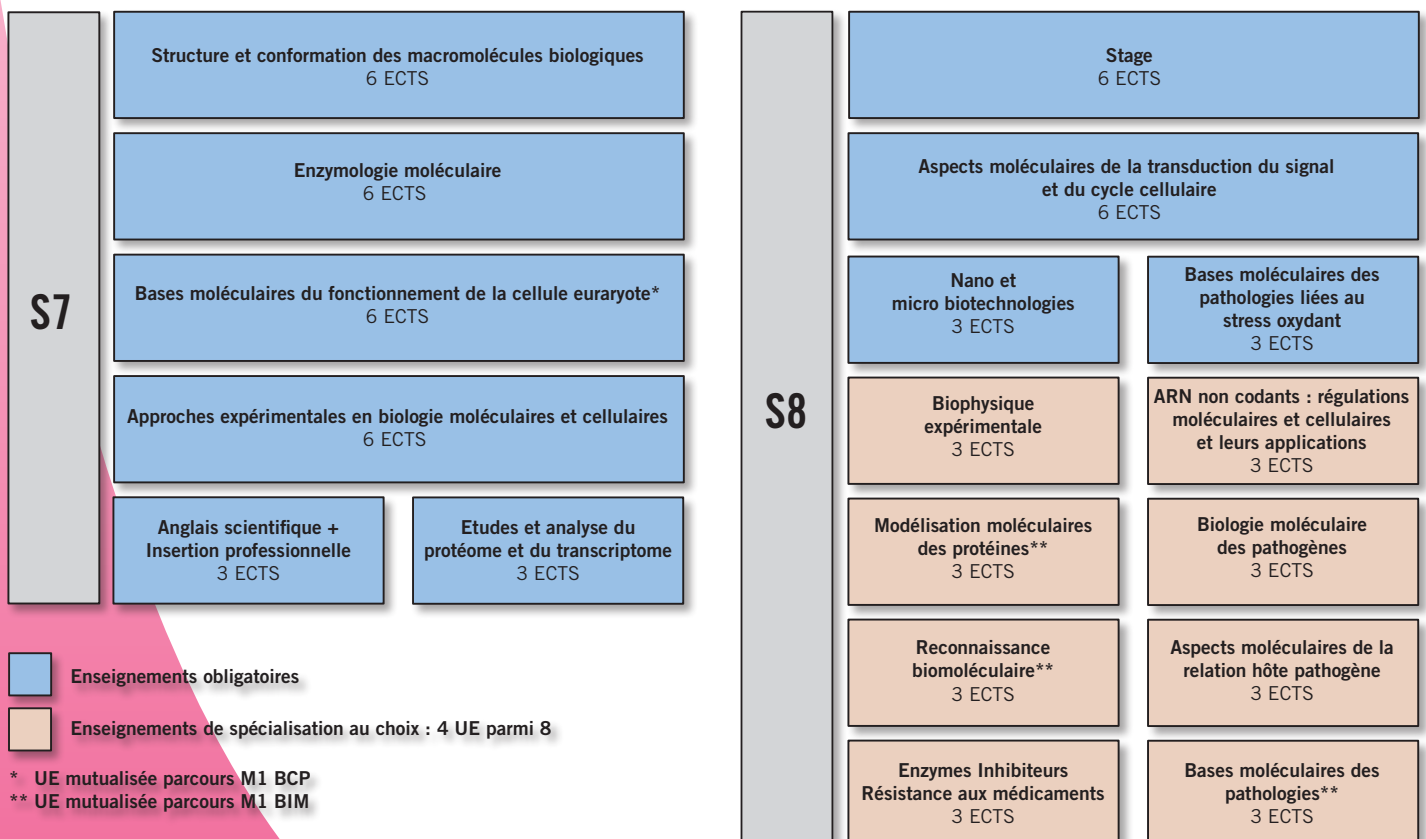 S7
Structure et conformation des macromolécules biologiques
6 ECTS
Enzymologie moléculaire
6 ECTS
Bases moléculaires du fonctionnement de la cellule euraryote*
6 ECTS
Approches expérimentales en biologie moléculaires et cellulaires
6 ECTS
Anglais scientifique +
Insertion professionnelle
3 ECTS
Etudes et analyse du
protéome et du transcriptome
3 ECTS
Enseignements obligatoires
Enseignements de spécialisation au choix : 4 UE parmi 8
* UE mutualisée parcours M1 BCP
** UE mutualisée parcours M1 BIM
S8
Stage
6 ECTS
Aspects moléculaires de la transduction du signal
et du cycle cellulaire
6 ECTS
Nano et
micro biotechnologies
3 ECTS
Bases moléculaires des
pathologies liées au
stress oxydant
3 ECTS
Biophysique
expérimentale
3 ECTS
ARN non codants : régulations
moléculaires et cellulaires
et leurs applications
3 ECTS
Modélisation moléculaires
des protéines**
3 ECTS
Biologie moléculaire
des pathogènes
3 ECTS
Reconnaissance
biomoléculaire**
3 ECTS
Aspects moléculaires de la
relation hôte pathogène
3 ECTS
Enzymes Inhibiteurs
Résistance aux médicaments
3 ECTS
Bases moléculaires des
pathologies**
3 ECTS